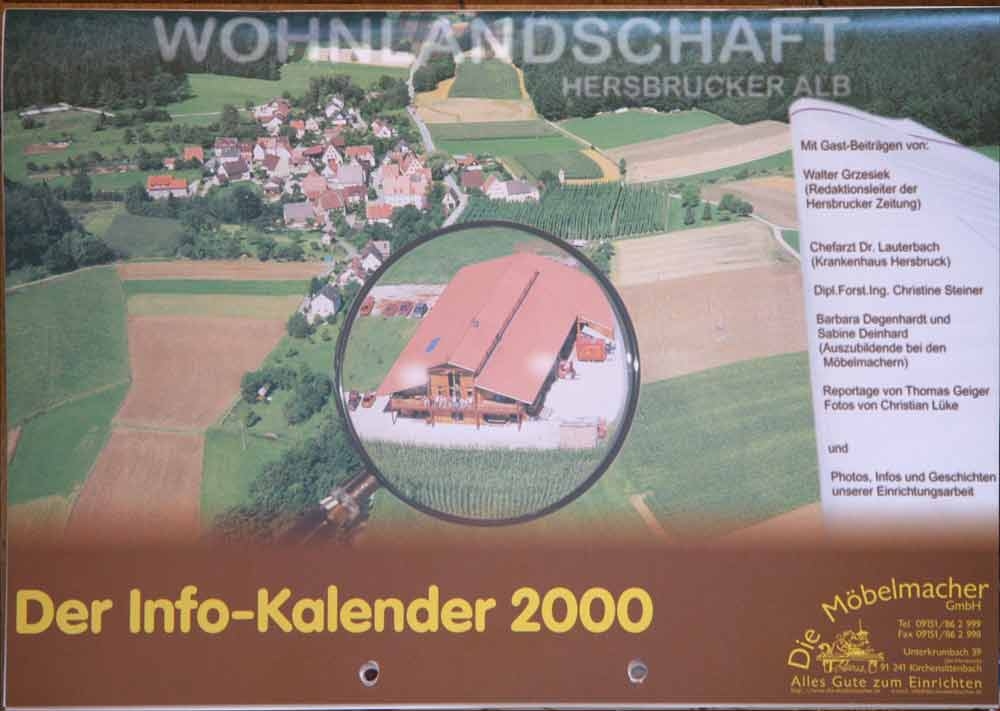 WOHNLANDSCHAFT
HERSBRUCKER ALB
Mit Gast-Beiträgen von:
Walter Grzesiek
(Redaktionsleiter der
Hersbrucker Zeitung)
Chefarzt Dr. Lauterbach
(Krankenhaus Hersbruck)
Dipl.Forst.Ing. Christine Steiner
Barbara Degenhardt und
Sabine Deinhard
(Auszubildende bei den
Möbelmachern)
Reportage von Thomas Geiger
Fotos von Christian Lüke
und
Photos, Infos und Geschichten
unserer Einrichtungsarbeit
Der Info-Kalender 2000
Die Möbelmacher
GmbH
Tel 09151/86 2 999
Fax 09151/86 2 998
Unterkrumbach 39
91 241 Kirchensittenbach
Alles Gute zum Einrichten